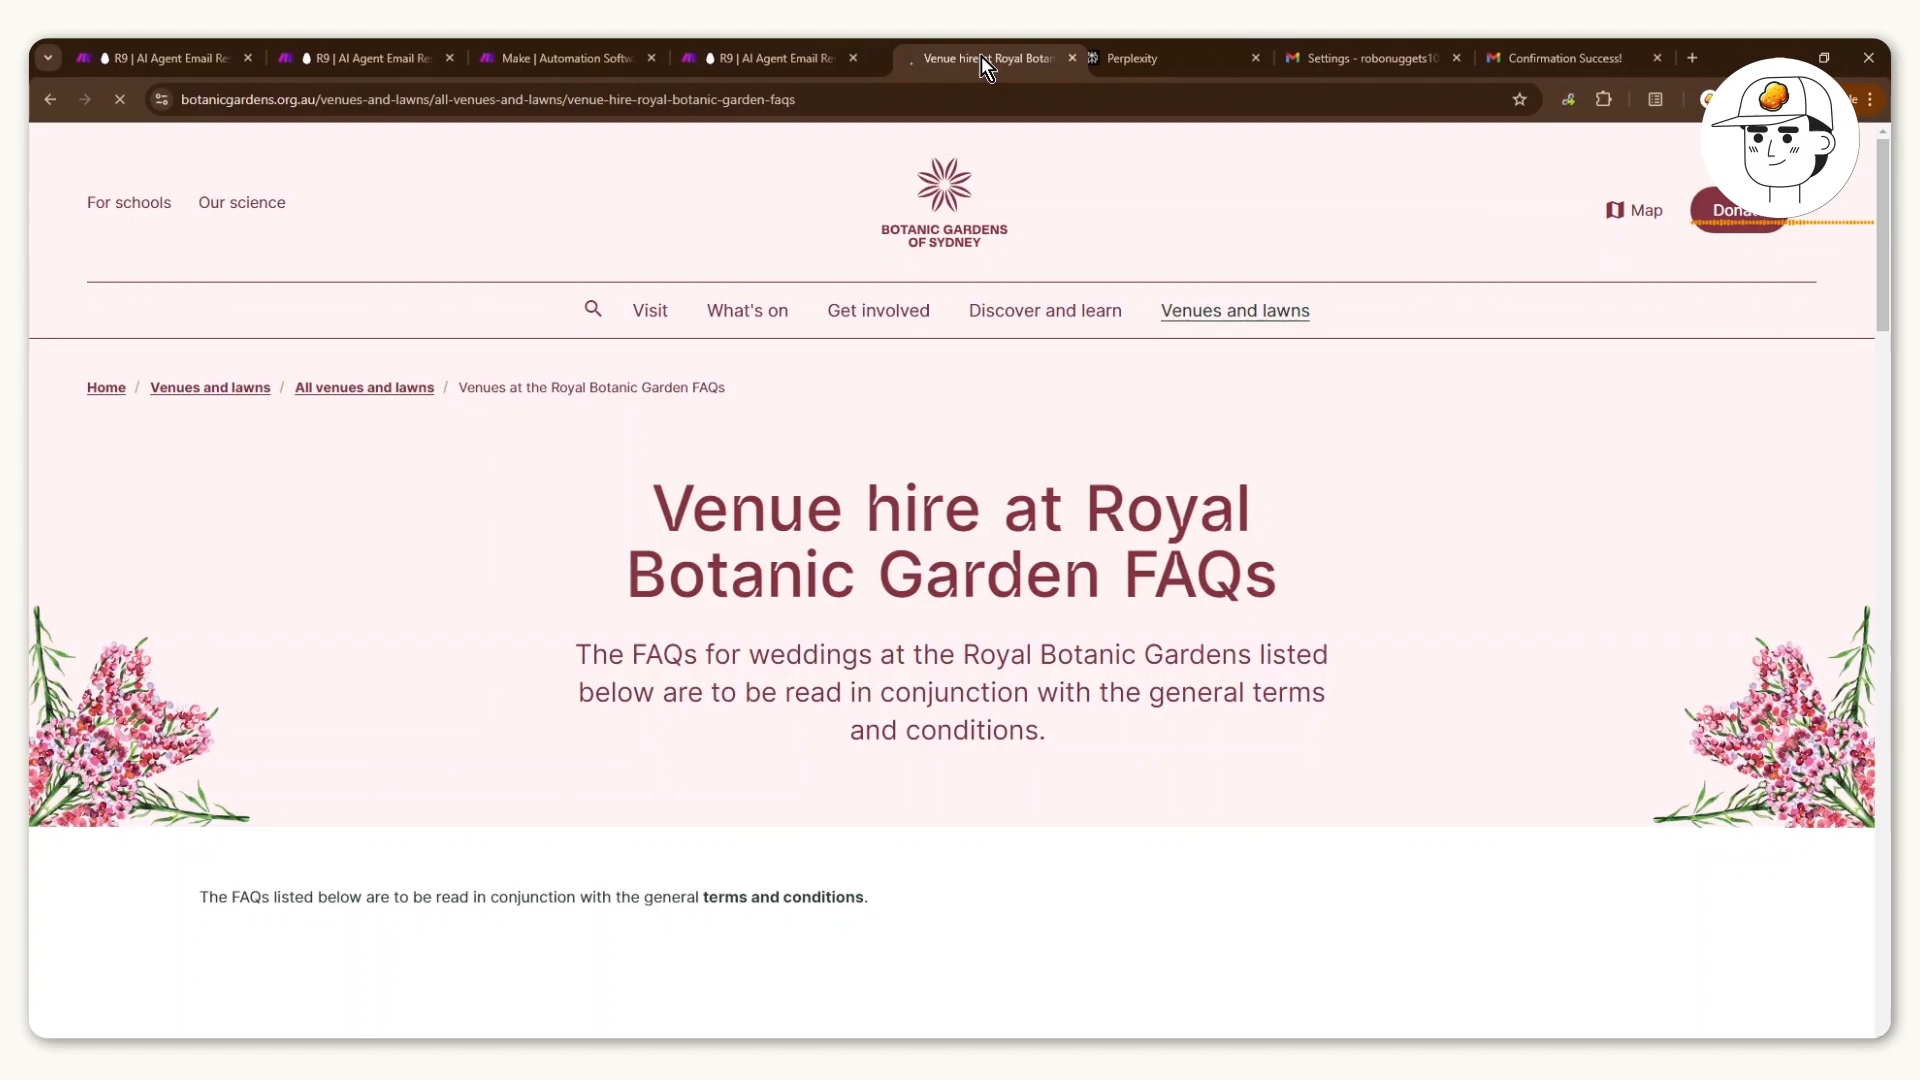 R9 | AI Agent Email Re
R9 | AI Agent Email Re
Make | Automation Softw
R9 | AI Agent Email Re
Venue hire at Royal Botan
Perplexity
Settings - robonuggets10
Confirmation Success!
botanicgardens.org.au/venues-and-lawns/all-venues-and-lawns/venue-hire-royal-botanic-garden-faqs
For schools
Our science
BOTANIC GARDENS
OF SYDNEY
Map
Dona
Visit
What's on
Get involved
Discover and learn
Venues and lawns
Home / Venues and lawns / All venues and lawns / Venues at the Royal Botanic Garden FAQs
Venue hire at Royal
Botanic Garden FAQs
The FAQs for weddings at the Royal Botanic Gardens listed
below are to be read in conjunction with the general terms
and conditions.
The FAQs listed below are to be read in conjunction with the general terms and conditions.